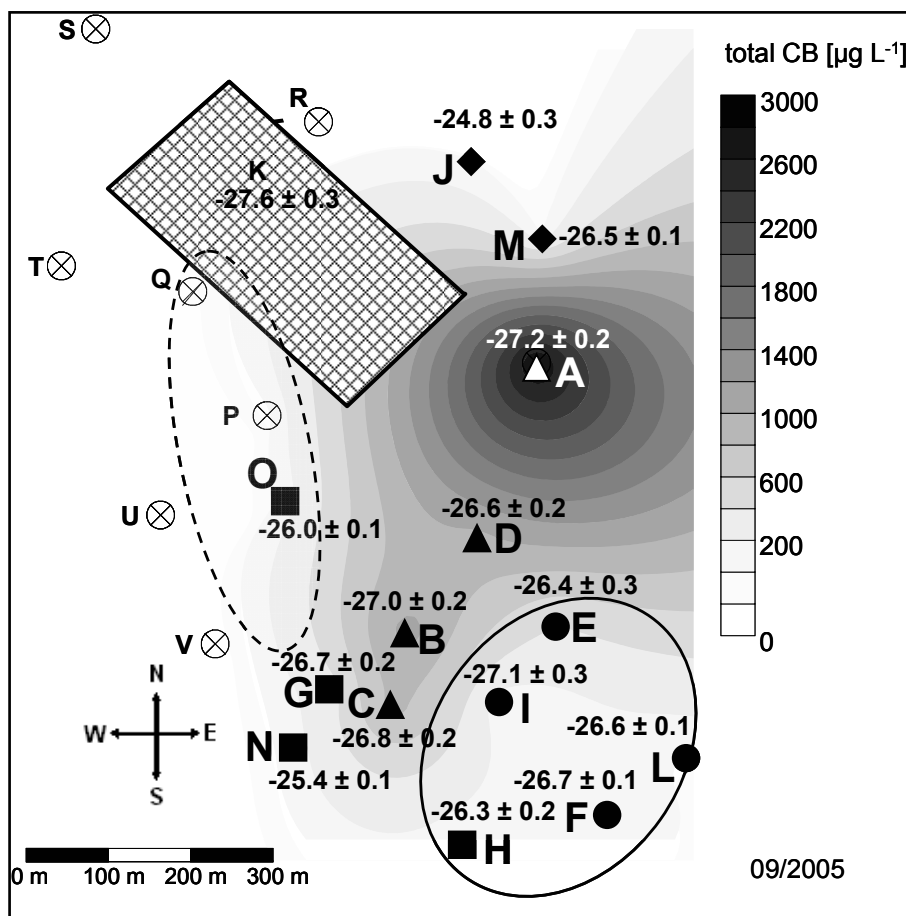 S
total CB [µg L-1]
R
-24.8 ± 0.3
3000
J
K
-27.6 ± 0.3
2600
M
-26.5 ± 0.1
2200
T
Q
1800
-27.2 ± 0.2
A
1400
P
1000
O
-26.0 ± 0.1
600
U
-26.6 ± 0.2
D
200
-26.4 ± 0.3
-27.0 ± 0.2
E
B
0
V
-26.7 ± 0.2
-27.1 ± 0.3
N
G
C
I
W
E
N
-26.8 ± 0.2
-26.6 ± 0.1
L
-25.4 ± 0.1
-26.7 ± 0.1
S
-26.3 ± 0.2
F
H
0 m 100 m 200 m 300 m
09/2005